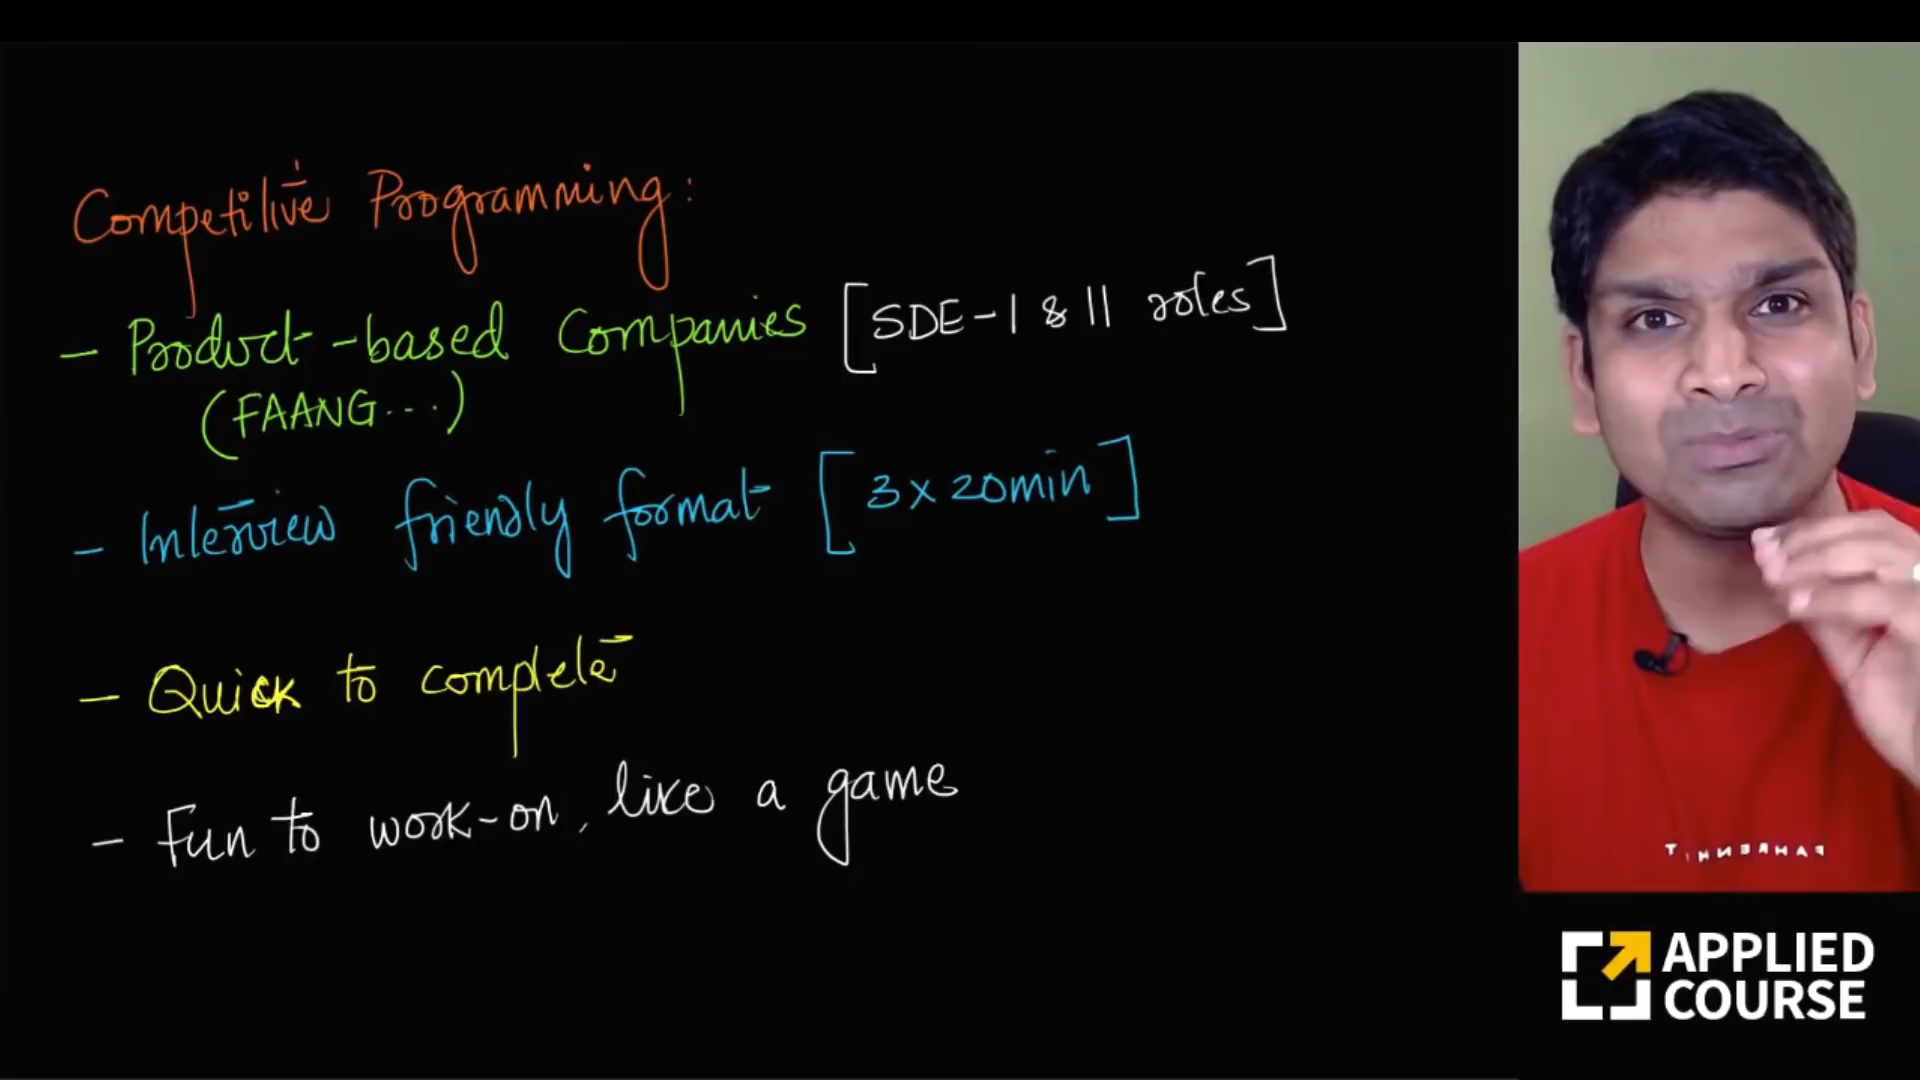 Competitive Programming:
- Product-based Companies [SDE-I & II roles]
(FAANG...)
- Interview friendly format [3x20min]
- Quick to complete
- Fun to work-on, like a game
FAHRENHIT
APPLIED
COURSE